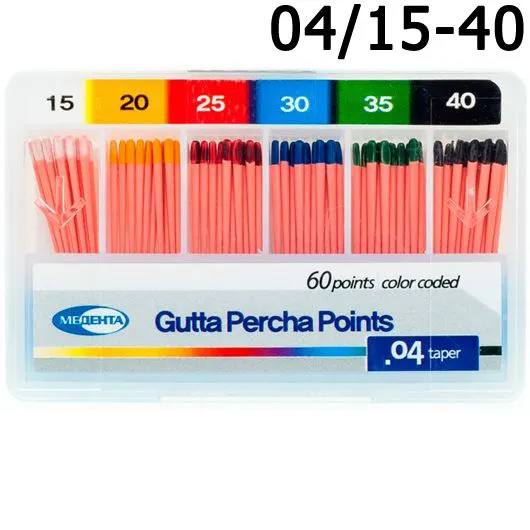 04/15-40
15 20 25 30 35 40
60 points color coded
МЕДЕНТА
Gutta Percha Points
.04 taper